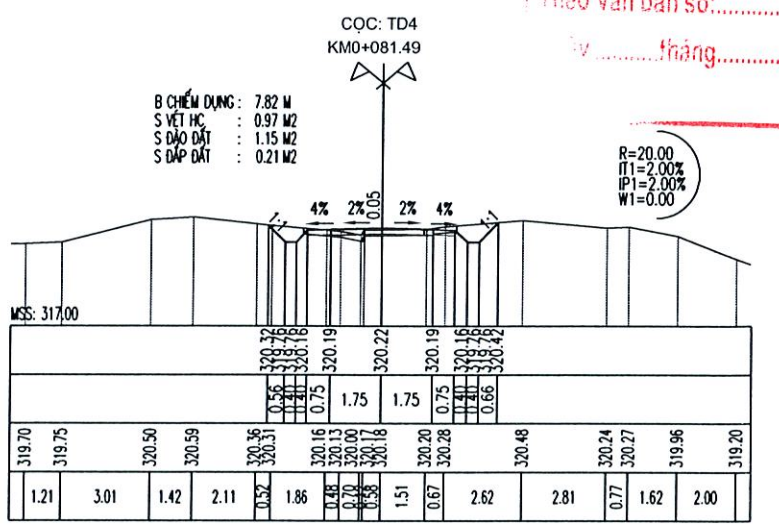 Theo văn bản số:..........
..........tháng..........
CỌC: TD4
KM0+081.49
B CHIẾM DỤNG : 7.82 M
S VÉT HC : 0.97 M2
S ĐÀO ĐẤT : 1.15 M2
S ĐẮP ĐẤT : 0.21 M2
R=20.00
IT1=2.00%
IP1=2.00%
W1=0.00
1:1 4% 2% 0.05 2% 4% 1:1
MSS: 317.00
320.32 319.76 319.76 320.16 320.19 320.22 320.19 320.16 319.76 319.76 320.42
0.56 0.40 0.40 0.75 1.75 1.75 0.75 0.40 0.40 0.66
319.70 319.75 320.50 320.59 320.36 320.31 320.16 320.13 320.00 320.17 320.18 320.20 320.28 320.48 320.24 320.27 319.96 319.20
1.21 3.01 1.42 2.11 0.52 1.86 0.48 0.70 0.58 1.51 0.67 2.62 2.81 0.77 1.62 2.00